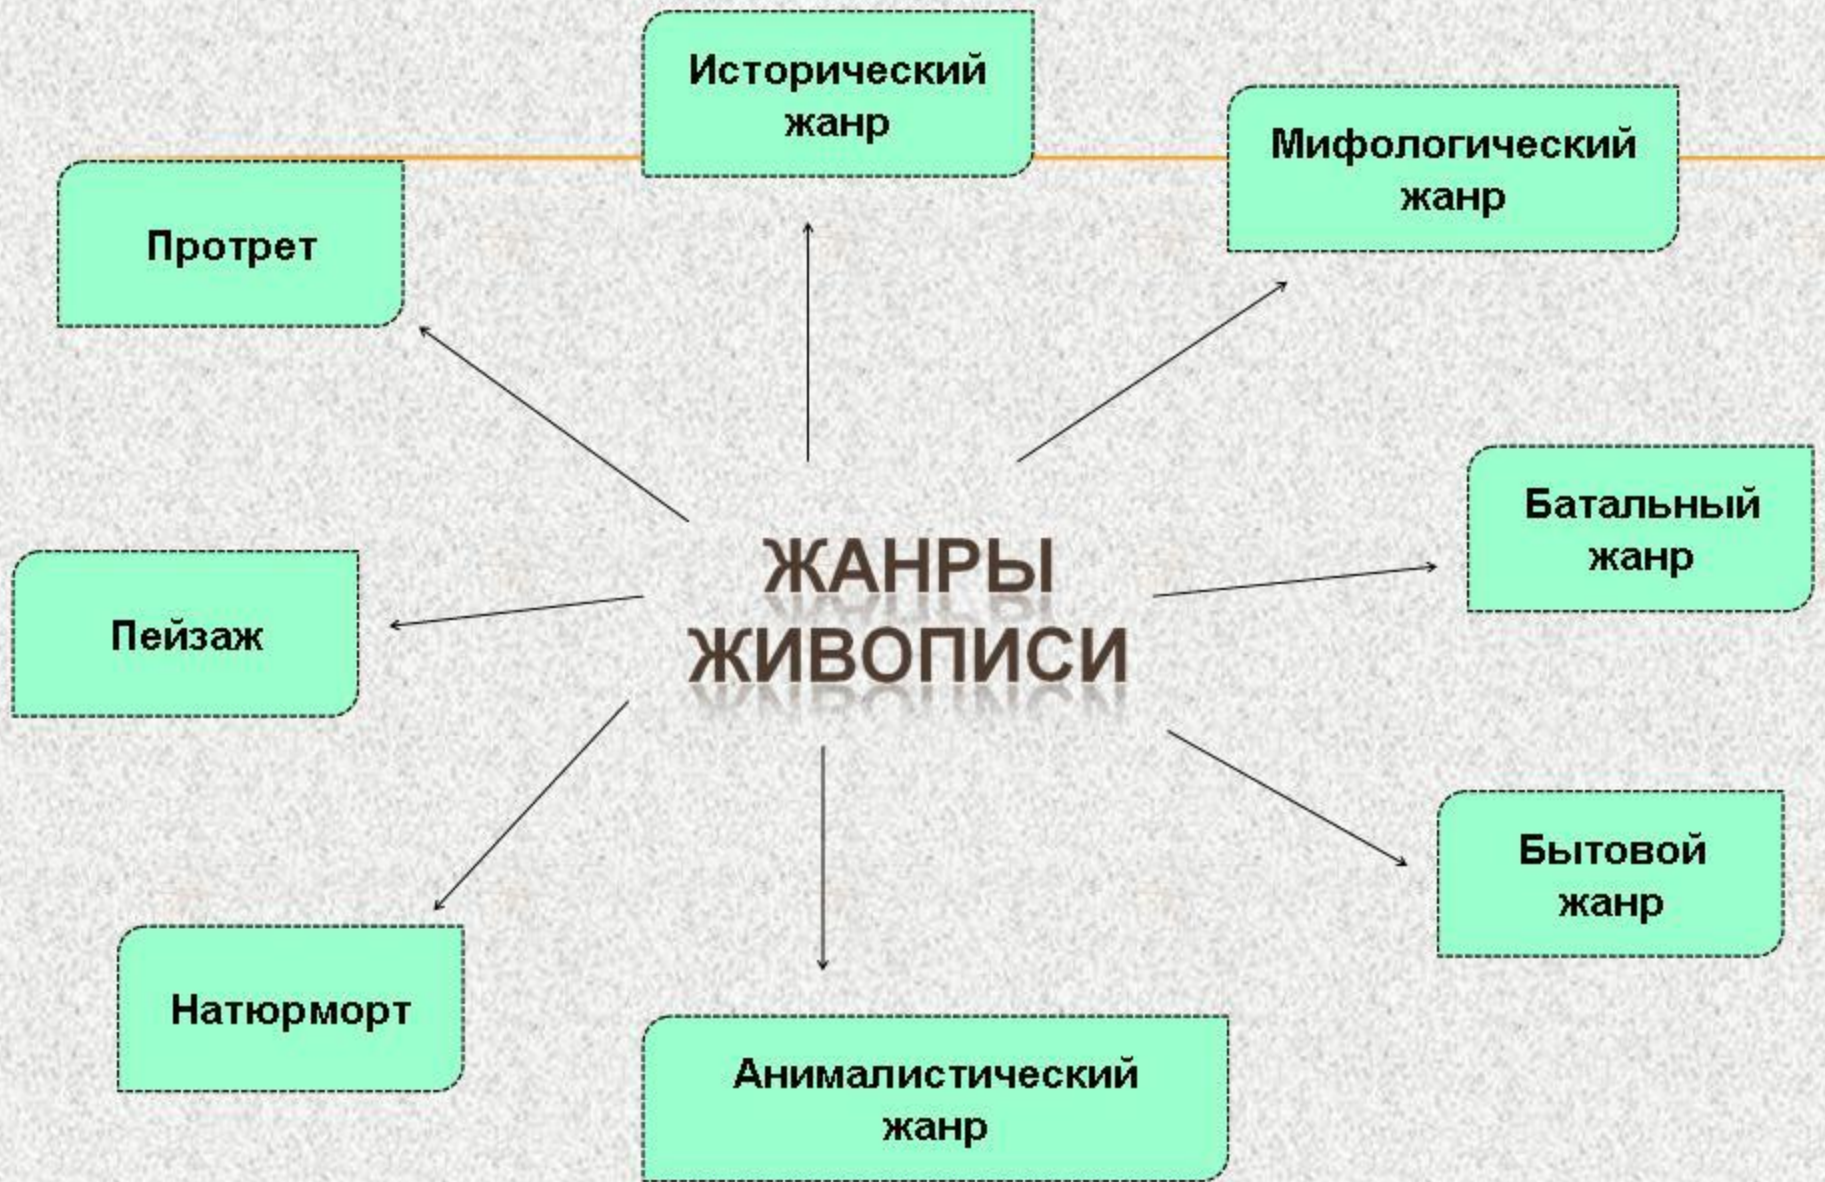 Исторический
жанр
Мифологический
жанр
Протрет
Батальный
жанр
ЖАНРЫ
ЖИВОПИСИ
Пейзаж
Бытовой
жанр
Натюрморт
Анималистический
жанр